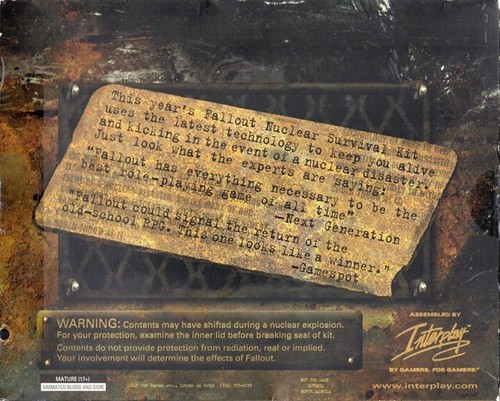 This year's Fallout Nuclear Survival Kit
uses the latest technology to keep you alive
and kicking in the event of a nuclear disaster.
Just look what the experts are saying:
"Fallout has everything necessary to be the
best role-playing game of all time"
—Next Generation
"Fallout could signal the return of the
old-school RPG. This one looks like a winner."
—Gamespot
WARNING: Contents may have shifted during a nuclear explosion.
For your protection, examine the inner lid before breaking seal of kit.
Contents do not provide protection from radiation, real or implied.
Your involvement will determine the effects of Fallout.
MATURE (17+)
ANIMATED BLOOD AND GORE
ASSEMBLED BY
Interplay
BY GAMERS. FOR GAMERS.™
www.interplay.com